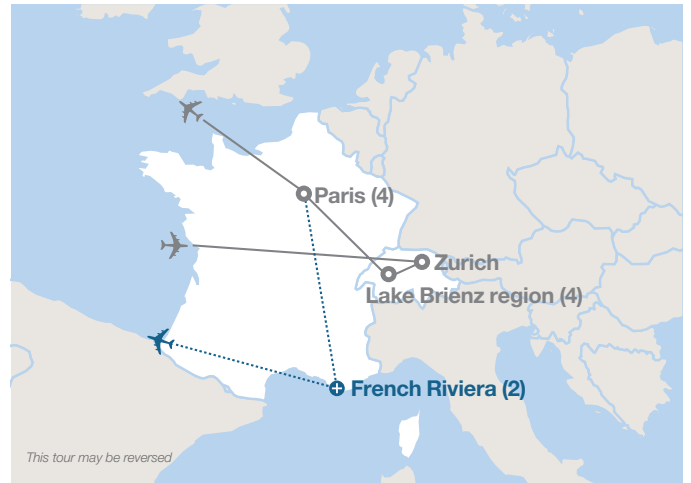 Paris (4)
Zurich
Lake Brienz region (4)
French Riviera (2)
This tour may be reversed